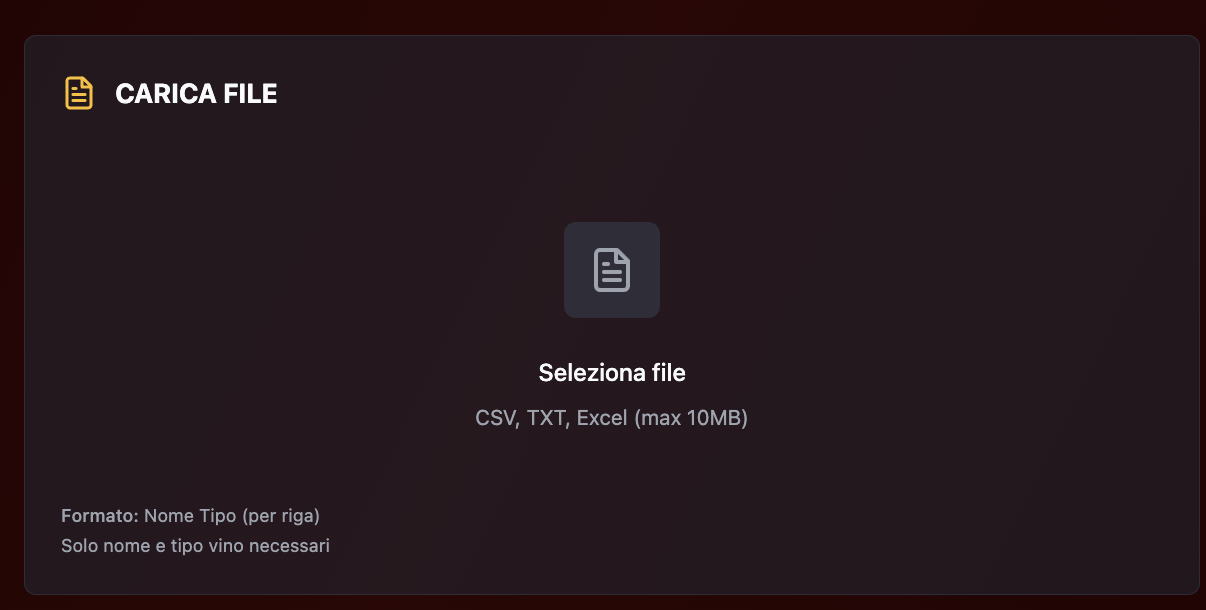 CARICA FILE
Seleziona file
CSV, TXT, Excel (max 10MB)
Formato: Nome Tipo (per riga)
Solo nome e tipo vino necessari